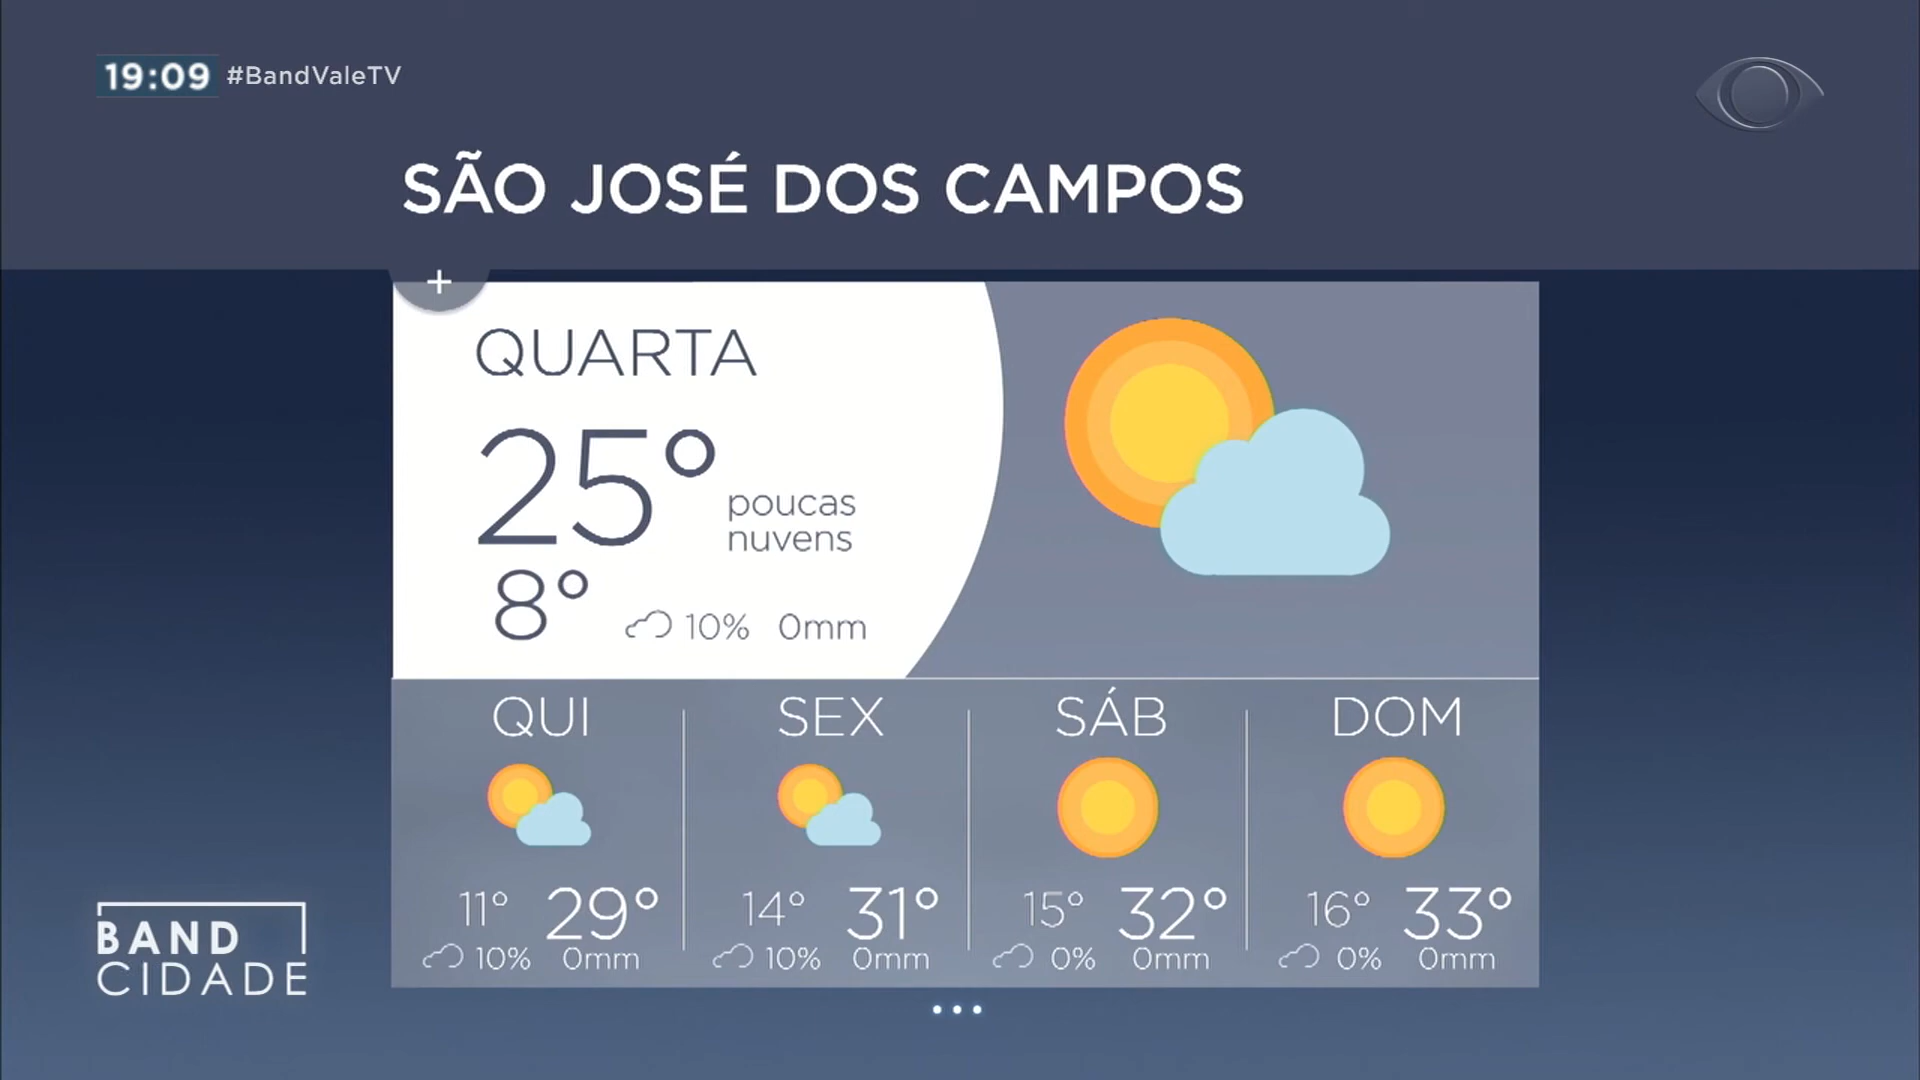 19:09 #BandValeTV
SÃO JOSÉ DOS CAMPOS
+
QUARTA
25°
poucas
nuvens
8° 10% 0mm
QUI SEX SÁB DOM
11° 29° 14° 31° 15° 32° 16° 33°
10% 0mm 10% 0mm 0% 0mm 0% 0mm
BAND
CIDADE